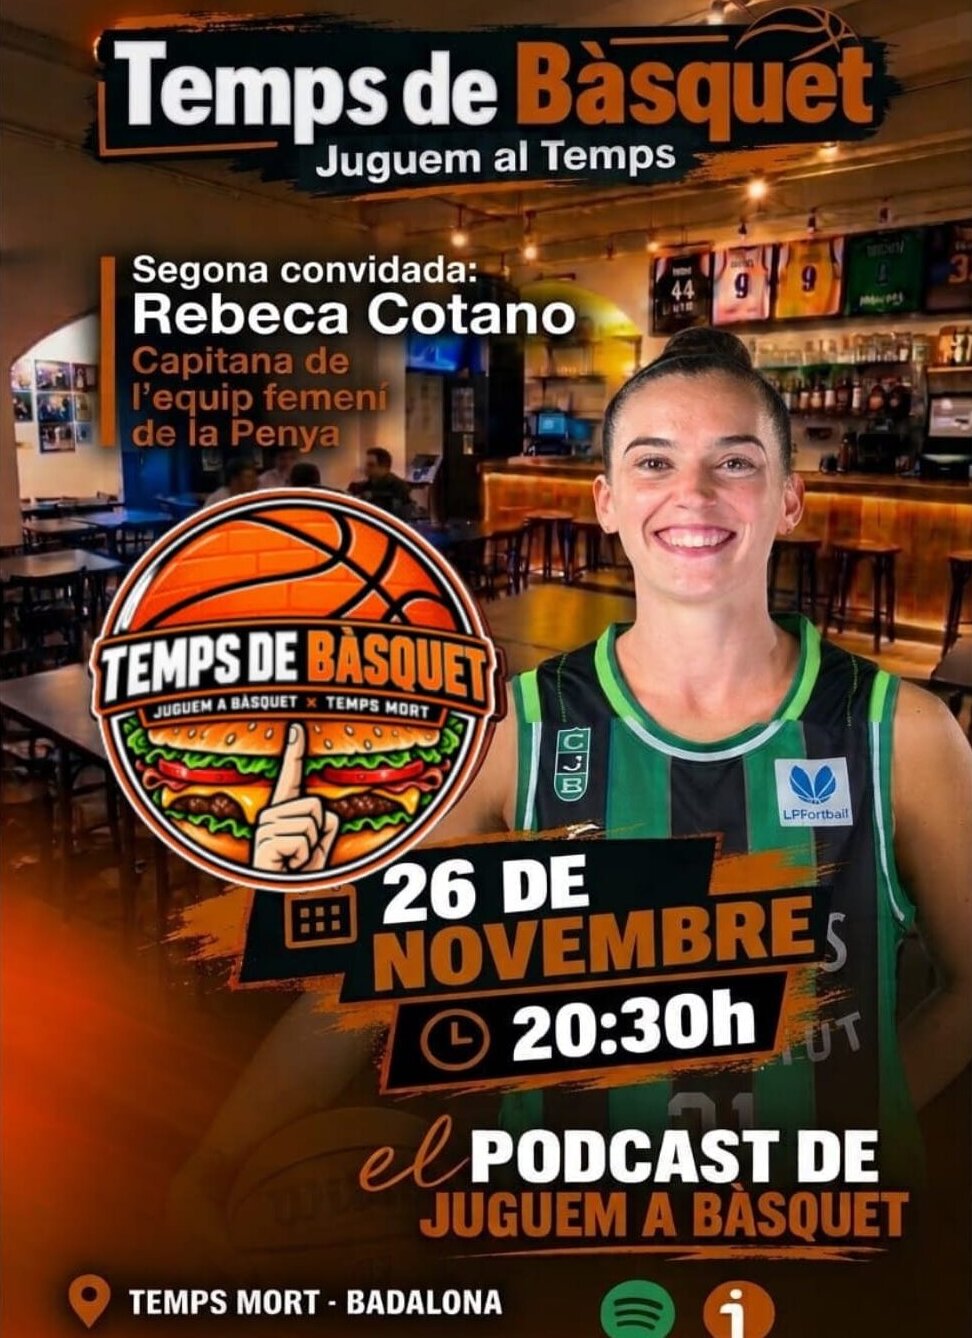 Temps de Bàsquet
Juguem al Temps
Segona convidada:
Rebeca Cotano
Capitana de
l'equip femení
de la Penya
44
9
9
3
TEMPS DE BÀSQUET
JUGUEM A BÀSQUET × TEMPS MORT
C
J
B
LPFortbail
26 DE
NOVEMBRE
S
20:30h
UT
el PODCAST DE
JUGUEM A BÀSQUET
TEMPS MORT - BADALONA
i